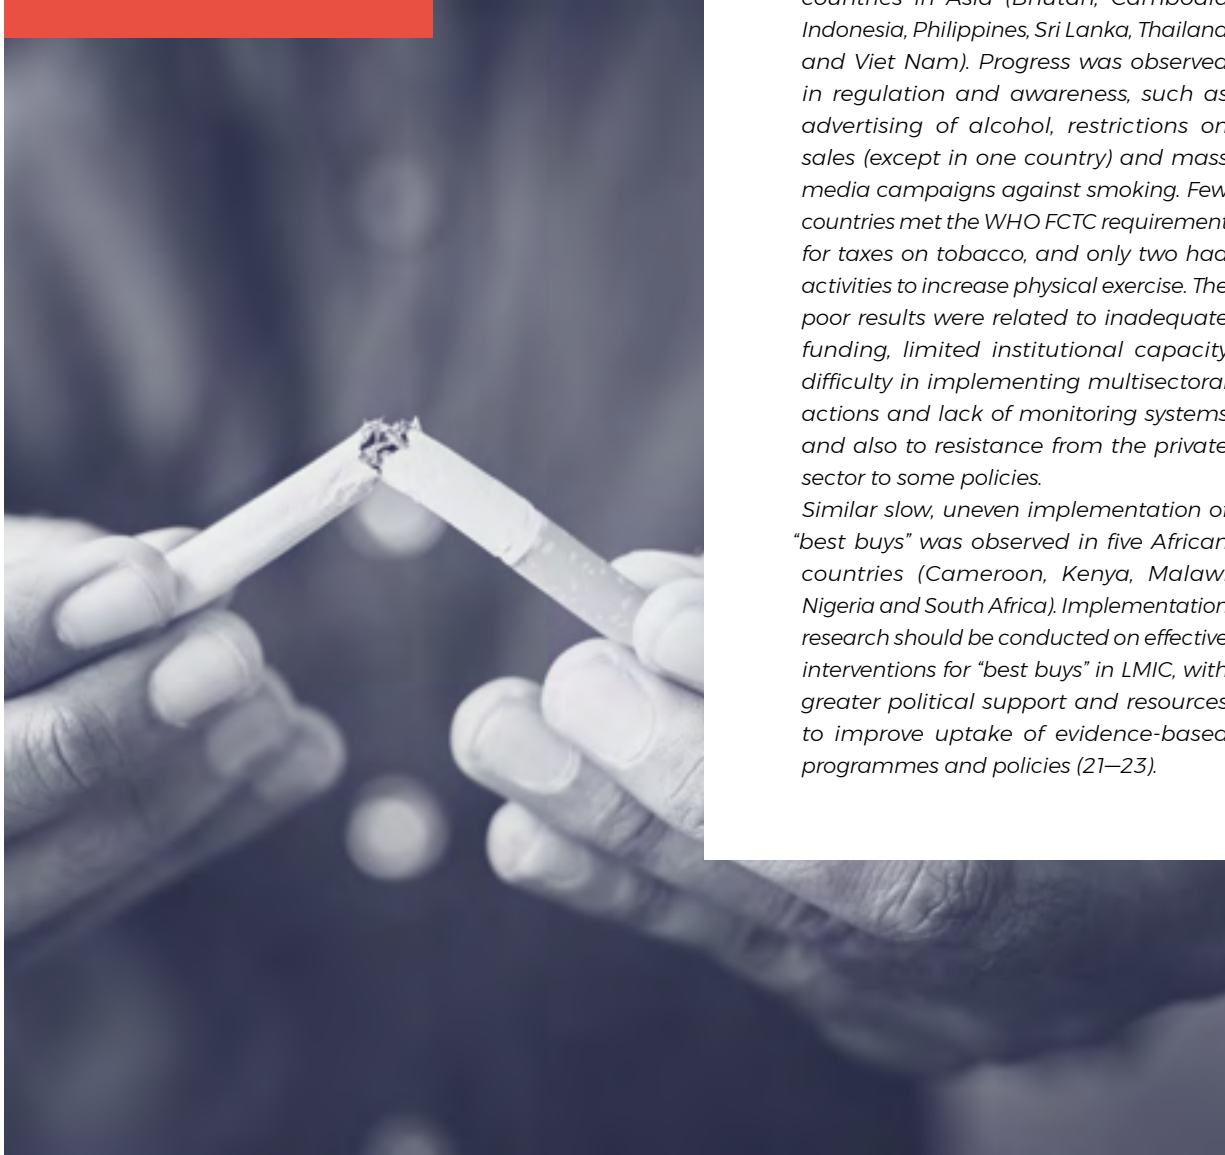 countries in Asia (Bhutan, Cambodia
Indonesia, Philippines, Sri Lanka, Thailand
and Viet Nam). Progress was observed
in regulation and awareness, such as
advertising of alcohol, restrictions on
sales (except in one country) and mass
media campaigns against smoking. Few
countries met the WHO FCTC requirement
for taxes on tobacco, and only two had
activities to increase physical exercise. The
poor results were related to inadequate
funding, limited institutional capacity
difficulty in implementing multisectoral
actions and lack of monitoring systems
and also to resistance from the private
sector to some policies.
Similar slow, uneven implementation of
“best buys” was observed in five African
countries (Cameroon, Kenya, Malawi
Nigeria and South Africa). Implementation
research should be conducted on effective
interventions for “best buys” in LMIC, with
greater political support and resources
to improve uptake of evidence-based
programmes and policies (21—23).